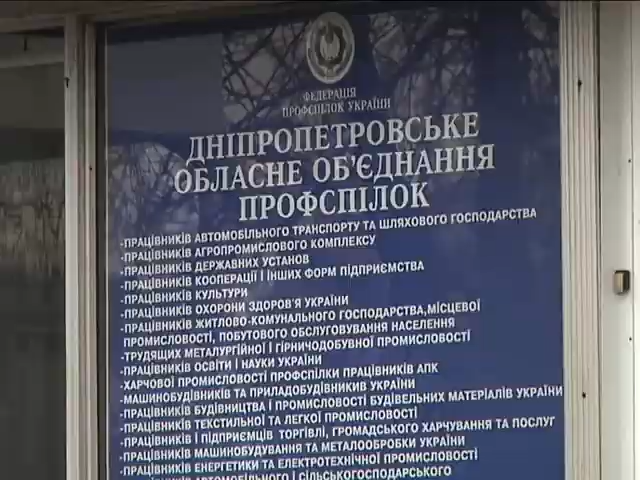 ФЕДЕРАЦІЯ
ПРОФСПІЛОК УКРАЇНИ
ДНІПРОПЕТРОВСЬКЕ
ОБЛАСНЕ ОБ'ЄДНАННЯ
ПРОФСПІЛОК
-ПРАЦІВНИКІВ АВТОМОБІЛЬНОГО ТРАНСПОРТУ ТА ШЛЯХОВОГО ГОСПОДАРСТВА
-ПРАЦІВНИКІВ АГРОПРОМИСЛОВОГО КОМПЛЕКСУ
-ПРАЦІВНИКІВ ДЕРЖАВНИХ УСТАНОВ
-ПРАЦІВНИКІВ КООПЕРАЦІЇ І ІНШИХ ФОРМ ПІДПРИЄМСТВА
-ПРАЦІВНИКІВ КУЛЬТУРИ
-ПРАЦІВНИКІВ ОХОРОНИ ЗДОРОВ'Я УКРАЇНИ
-ПРАЦІВНИКІВ ЖИТЛОВО-КОМУНАЛЬНОГО ГОСПОДАРСТВА,МІСЦЕВОЇ
ПРОМИСЛОВОСТІ, ПОБУТОВОГО ОБСЛУГОВУВАННЯ НАСЕЛЕННЯ
-ТРУДЯЩИХ МЕТАЛУРГІЙНОЇ І ГІРНИЧОДОБУВНОЇ ПРОМИСЛОВОСТІ
-ПРАЦІВНИКІВ ОСВІТИ І НАУКИ УКРАЇНИ
-ХАРЧОВОЇ ПРОМИСЛОВОСТІ ПРОФСПІЛКИ ПРАЦІВНИКІВ АПК
-МАШИНОБУДІВНИКІВ ТА ПРИЛАДОБУДІВНИКИВ УКРАЇНИ
-ПРАЦІВНИКІВ БУДІВНИЦТВА І ПРОМИСЛОВОСТІ БУДІВЕЛЬНИХ МАТЕРІАЛІВ УКРАЇНИ
-ПРАЦІВНИКІВ ТЕКСТИЛЬНОЇ ТА ЛЕГКОЇ ПРОМИСЛОВОСТІ
-ПРАЦІВНИКІВ І ПІДПРИЄМЦІВ ТОРГІВЛІ, ГРОМАДСЬКОГО ХАРЧУВАННЯ ТА ПОСЛУГ
-ПРАЦІВНИКІВ МАШИНОБУДУВАННЯ ТА МЕТАЛООБРОБКИ УКРАЇНИ
-ПРАЦІВНИКІВ ЕНЕРГЕТИКИ ТА ЕЛЕКТРОТЕХНІЧНОЇ ПРОМИСЛОВОСТІ
АВТОМОБІЛЬНОГО І СІЛЬСЬКОГОСПОДАРСЬКОГО